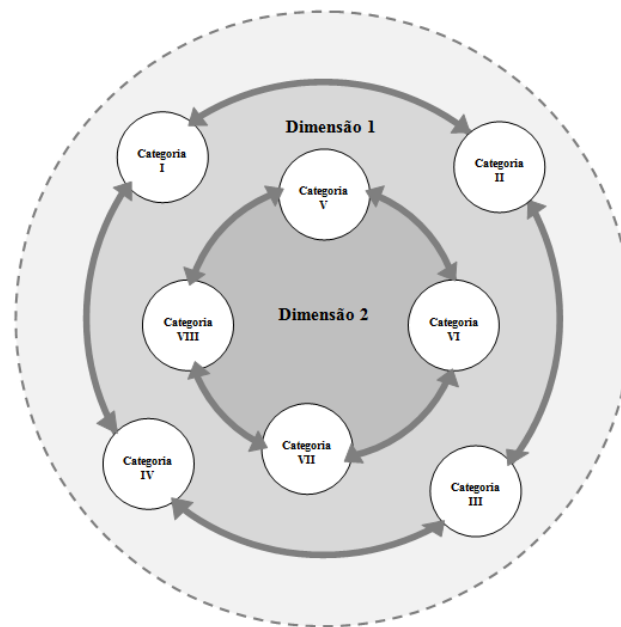 Dimensão 1
Categoria
I
Categoria
II
Categoria
V
Dimensão 2
Categoria
VIII
Categoria
VI
Categoria
VII
Categoria
IV
Categoria
III